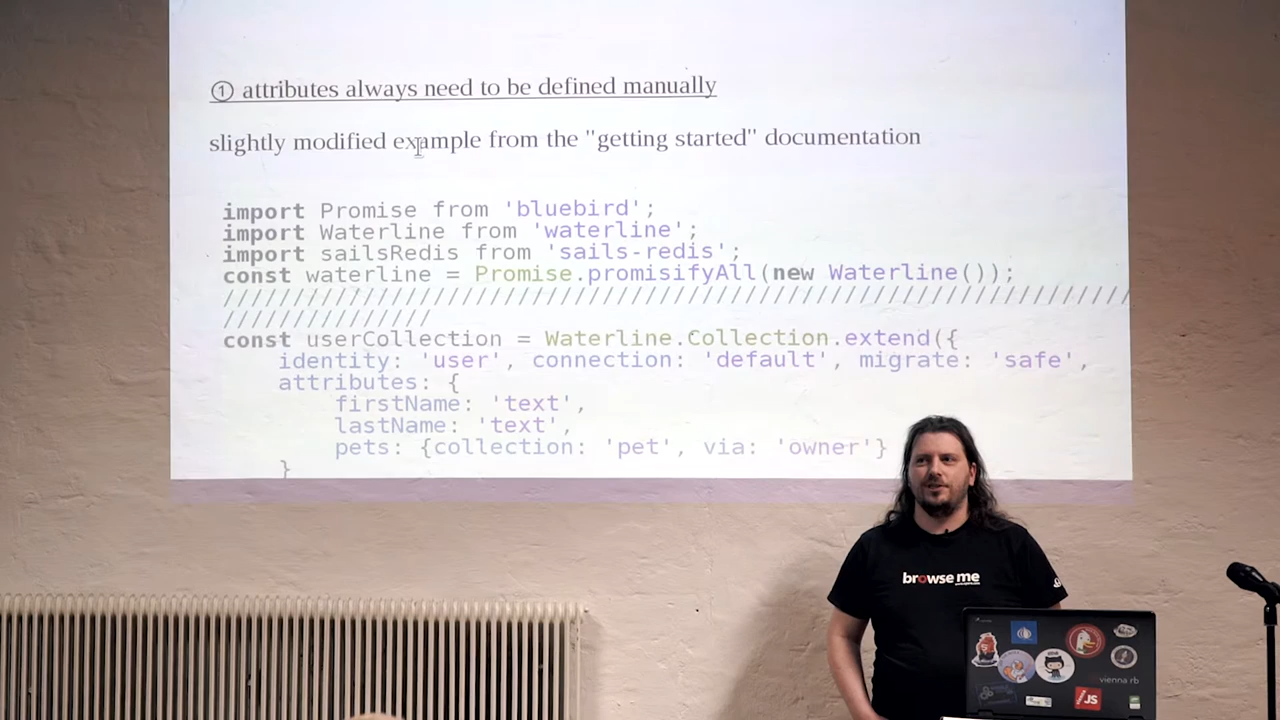 ① attributes always need to be defined manually
slightly modified example from the "getting started" documentation
import Promise from 'bluebird';
import Waterline from 'waterline';
import sailsRedis from 'sails-redis';
const waterline = Promise.promisifyAll(new Waterline());
/////////////////////////////////////////////////////////////////
///////////////
const userCollection = Waterline.Collection.extend({
identity: 'user', connection: 'default', migrate: 'safe',
attributes: {
firstName: 'text',
lastName: 'text',
pets: {collection: 'pet', via: 'owner'}
}
browse me
vienna rb
JS